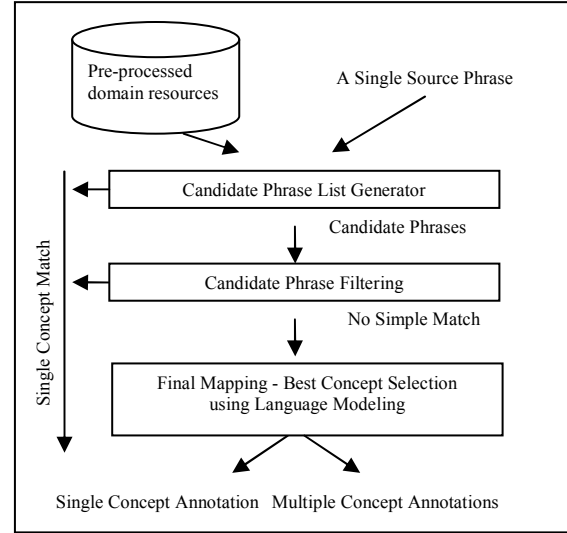 Pre-processed
domain resources
A Single Source Phrase
Candidate Phrase List Generator
Candidate Phrases
Candidate Phrase Filtering
No Simple Match
Single Concept Match
Final Mapping - Best Concept Selection
using Language Modeling
Single Concept Annotation
Multiple Concept Annotations